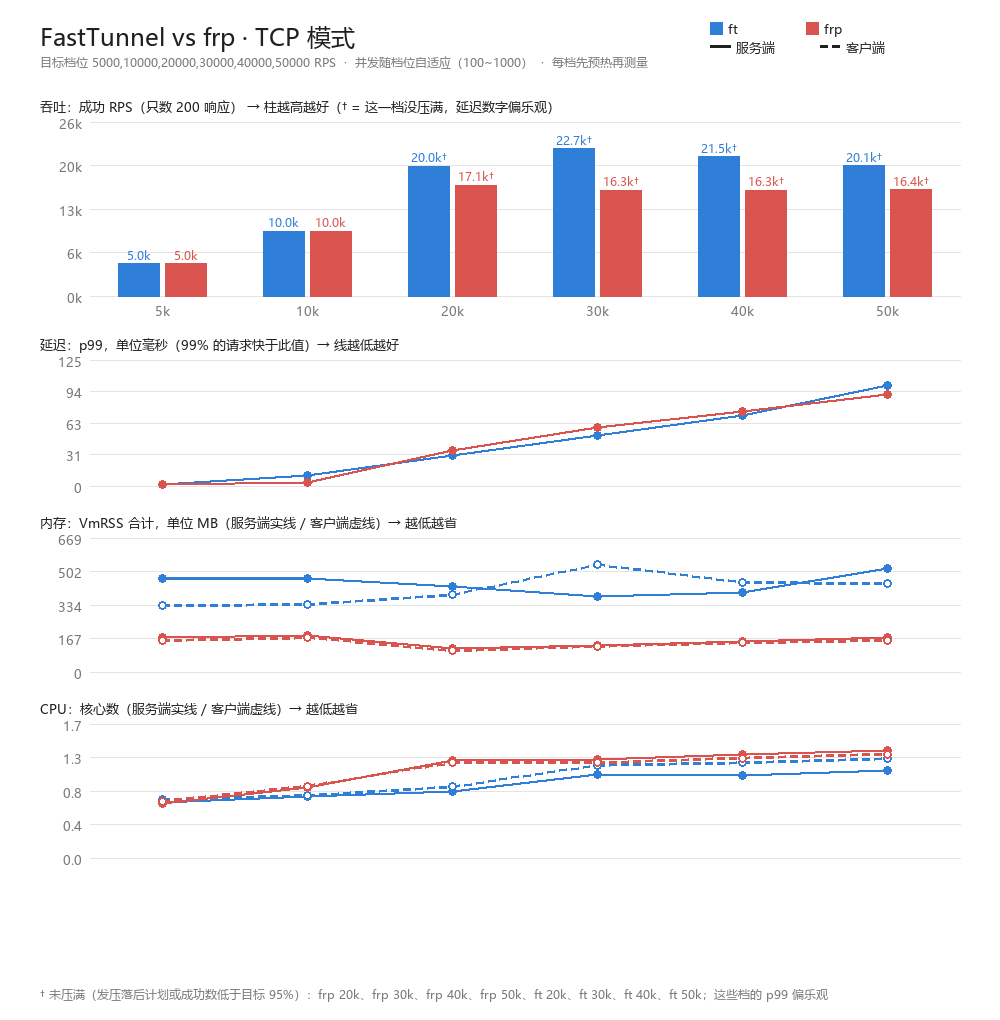 FastTunnel vs frp · TCP 模式
ft
frp
服务端
客户端
目标档位 5000,10000,20000,30000,40000,50000 RPS · 并发随档位自适应（100~1000） · 每档先预热再测量
吞吐：成功 RPS（只数 200 响应）→ 柱越高越好（† = 这一档没压满，延迟数字偏乐观）
26k
20k
13k
6k
0k
5.0k
5.0k
10.0k
10.0k
20.0k†
17.1k†
22.7k†
16.3k†
21.5k†
16.3k†
20.1k†
16.4k†
5k
10k
20k
30k
40k
50k
延迟：p99，单位毫秒（99% 的请求快于此值）→ 线越低越好
125
94
63
31
0
内存：VmRSS 合计，单位 MB（服务端实线 / 客户端虚线）→ 越低越省
669
502
334
167
0
CPU：核心数（服务端实线 / 客户端虚线）→ 越低越省
1.7
1.3
0.8
0.4
0.0
† 未压满（发压落后计划或成功数低于目标 95%）：frp 20k、frp 30k、frp 40k、frp 50k、ft 20k、ft 30k、ft 40k、ft 50k；这些档的 p99 偏乐观